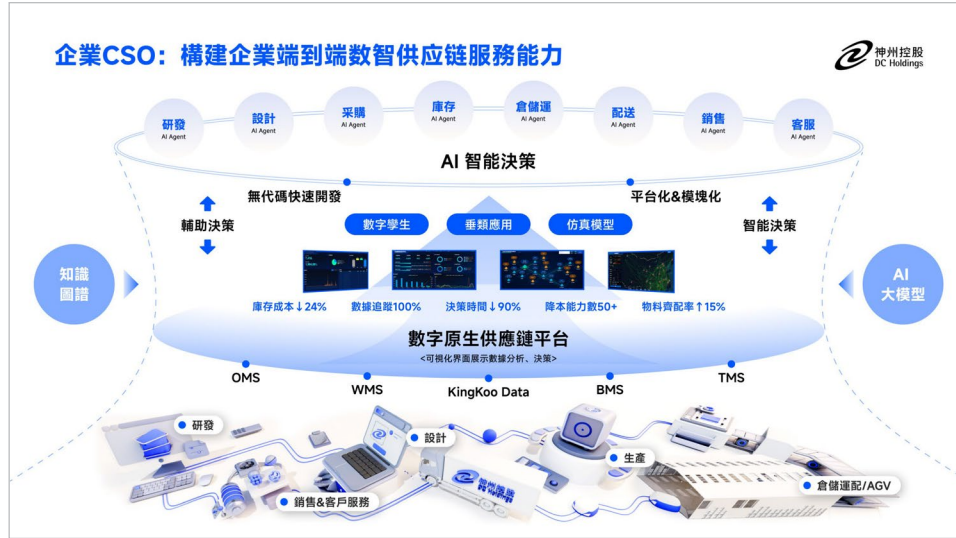 企業CSO：構建企業端到端数智供应链服務能力
神州控股
DC Holdings
研發
AI Agent
設計
AI Agent
采購
AI Agent
庫存
AI Agent
倉儲運
AI Agent
配送
AI Agent
銷售
AI Agent
客服
AI Agent
AI 智能決策
無代碼快速開發
平台化&模塊化
輔助決策
智能決策
數字孿生
垂類應用
仿真模型
知識
圖譜
AI
大模型
庫存成本↓24%
數據追蹤100%
決策時間↓90%
降本能力數50+
物料齊配率↑15%
數字原生供應鏈平台
<可視化界面展示數據分析、決策>
OMS
WMS
KingKoo Data
BMS
TMS
研發
設計
生產
銷售&客戶服務
倉儲運配/AGV
神州控股